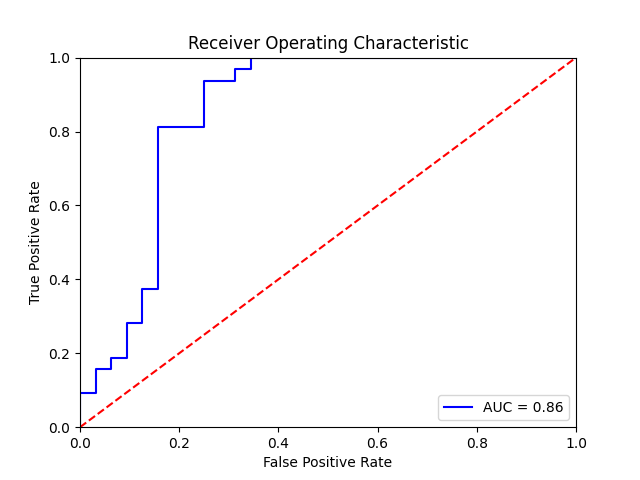 Receiver Operating Characteristic
1.0
0.8
0.6
0.4
0.2
0.0
True Positive Rate
AUC = 0.86
0.0 0.2 0.4 0.6 0.8 1.0
False Positive Rate